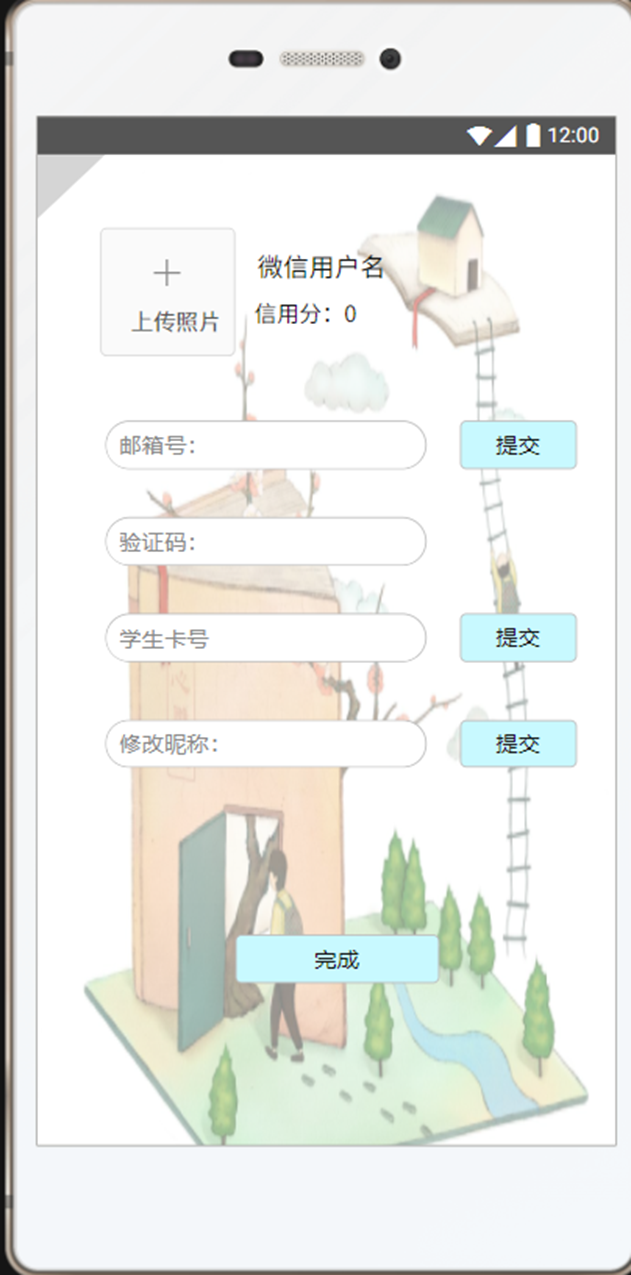 12:00
微信用户名
上传照片
信用分：0
邮箱号：
提交
验证码：
学生卡号
提交
修改昵称：
提交
完成